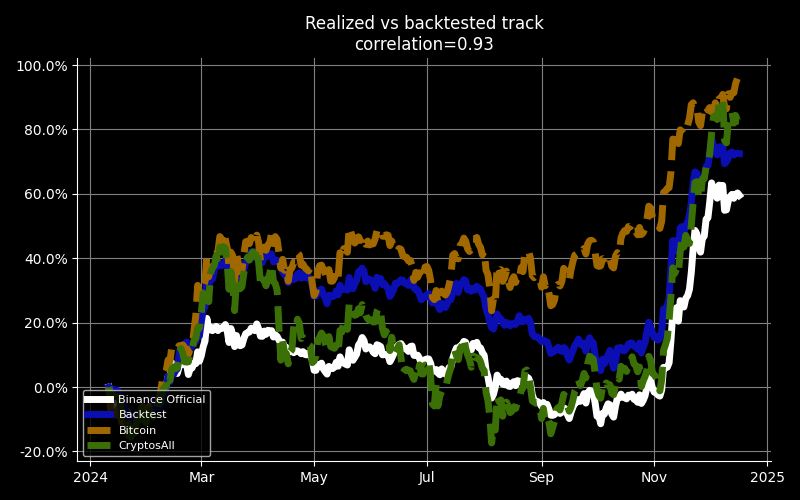 Realized vs backtested track
correlation=0.93
100.0%
80.0%
60.0%
40.0%
20.0%
0.0%
-20.0%
Binance Official
Backtest
Bitcoin
CryptosAll
2024 Mar May Jul Sep Nov 2025